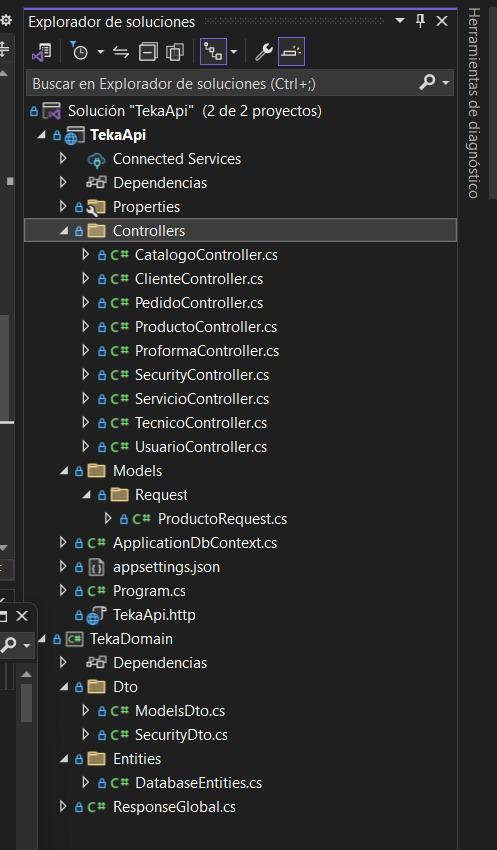 Explorador de soluciones
Herramientas de diagnóstico
Buscar en Explorador de soluciones (Ctrl+;)
Solución "TekaApi" (2 de 2 proyectos)
TekaApi
Connected Services
Dependencias
Properties
Controllers
C# CatalogoController.cs
C# ClienteController.cs
C# PedidoController.cs
C# ProductoController.cs
C# ProformaController.cs
C# SecurityController.cs
C# ServicioController.cs
C# TecnicoController.cs
C# UsuarioController.cs
Models
Request
C# ProductoRequest.cs
C# ApplicationDbContext.cs
appsettings.json
C# Program.cs
TekaApi.http
C# TekaDomain
Dependencias
Dto
C# ModelsDto.cs
C# SecurityDto.cs
Entities
C# DatabaseEntities.cs
C# ResponseGlobal.cs